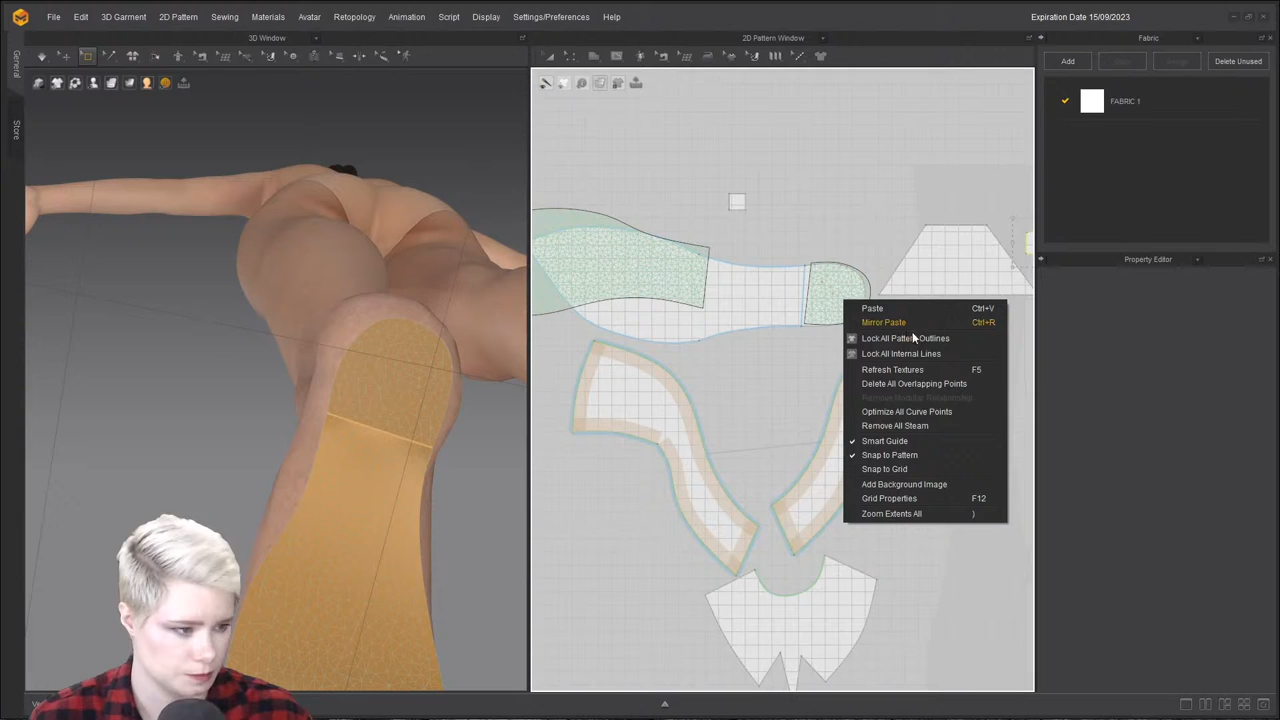 File Edit 3D Garment 2D Pattern Sewing Materials Avatar Retopology Animation Script Display Settings/Preferences Help Expiration Date 15/09/2023
3D Window 2D Pattern Window Fabric
General
Store
Add Delete Unused
FABRIC 1
Property Editor
Paste Ctrl+V
Mirror Paste Ctrl+R
Lock All Pattern Outlines
Lock All Internal Lines
Refresh Textures F5
Delete All Overlapping Points
Remove Modular Relationship
Optimize All Curve Points
Remove All Steam
Smart Guide
Snap to Pattern
Snap to Grid
Add Background Image
Grid Properties F12
Zoom Extents All )